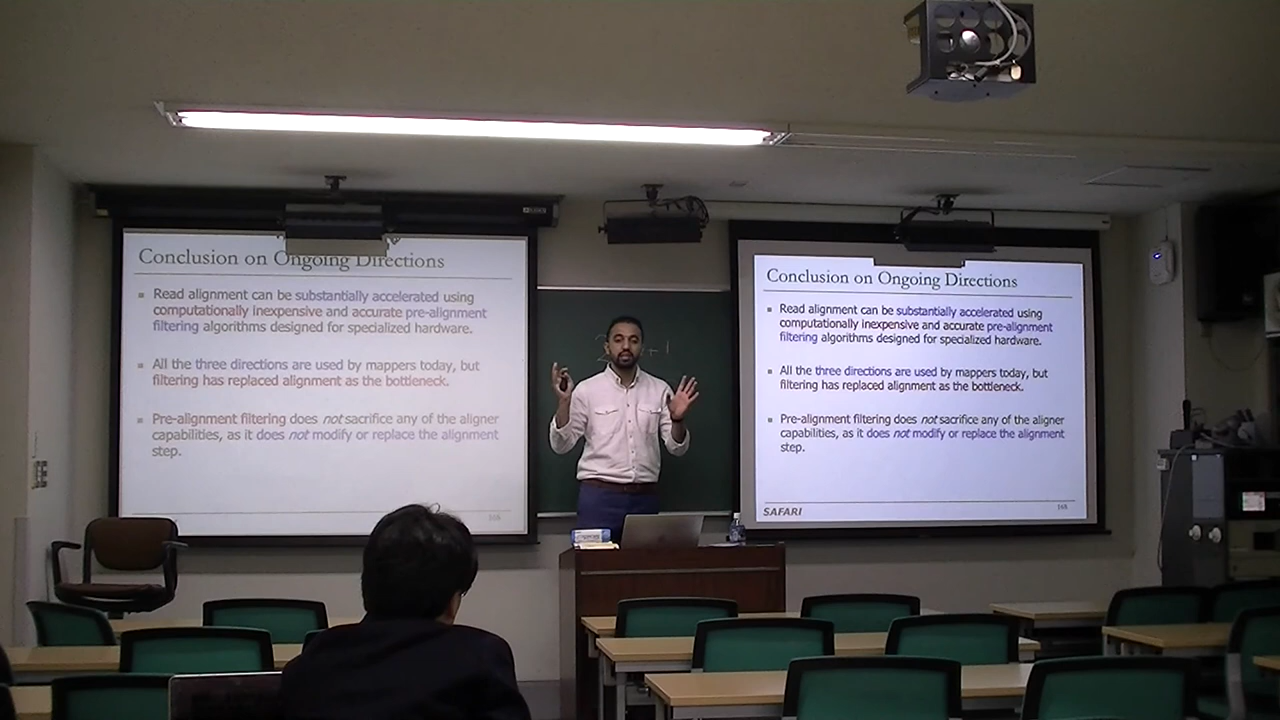 Conclusion on Ongoing Directions
Read alignment can be substantially accelerated using
computationally inexpensive and accurate pre-alignment
filtering algorithms designed for specialized hardware.
All the three directions are used by mappers today, but
filtering has replaced alignment as the bottleneck.
Pre-alignment filtering does not sacrifice any of the aligner
capabilities, as it does not modify or replace the alignment
step.
Conclusion on Ongoing Directions
Read alignment can be substantially accelerated using
computationally inexpensive and accurate pre-alignment
filtering algorithms designed for specialized hardware.
All the three directions are used by mappers today, but
filtering has replaced alignment as the bottleneck.
Pre-alignment filtering does not sacrifice any of the aligner
capabilities, as it does not modify or replace the alignment
step.
SAFARI